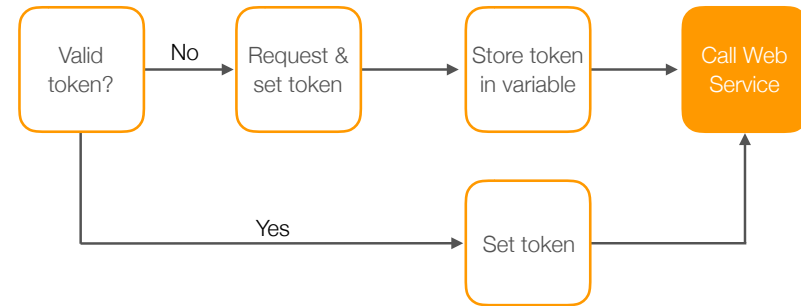 Valid
token?
No
Request &
set token
Store token
in variable
Call Web
Service
Yes
Set token